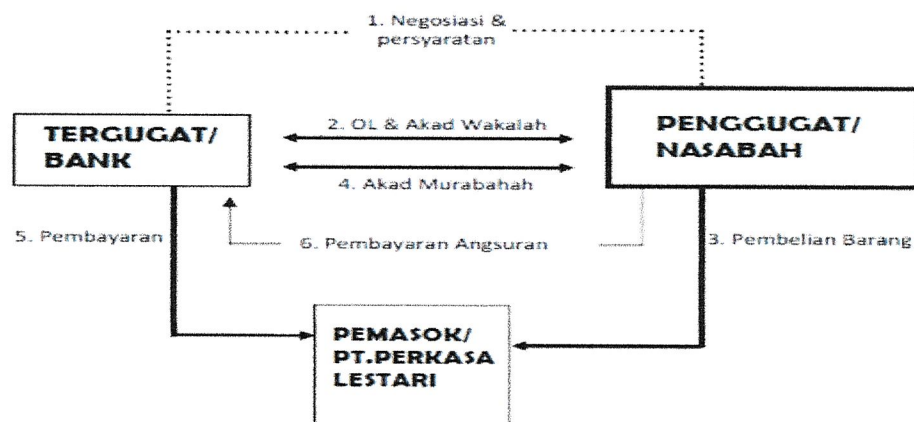 1. Negosiasi &
persyaratan
TERGUGAT/
BANK
2. OL & Akad Wakalah
4. Akad Murabahah
PENGGUGAT/
NASABAH
5. Pembayaran
6. Pembayaran Angsuran
3. Pembelian Barang
PEMASOK/
PT.PERKASA
LESTARI